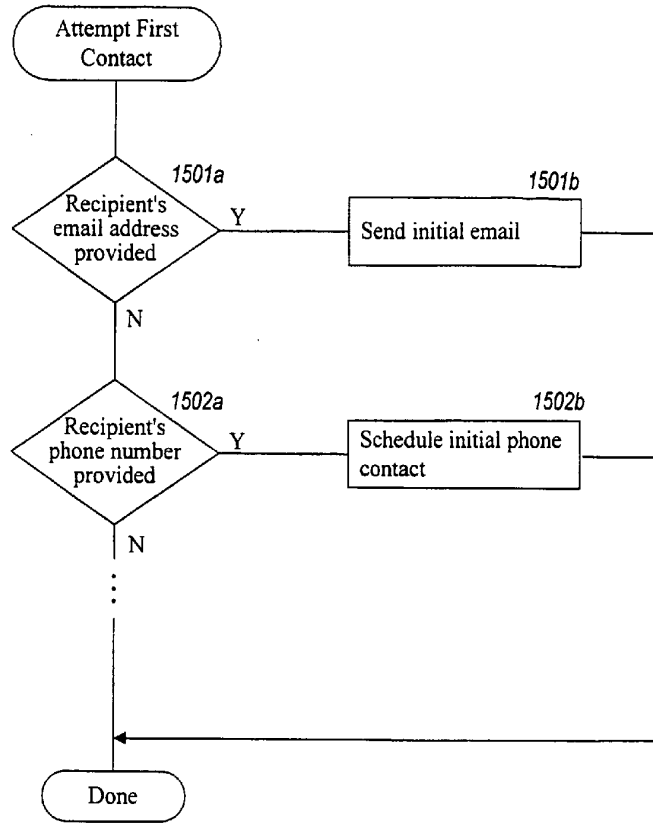 Attempt First
Contact
1501a
Recipient's
email address
provided
Y
N
1501b
Send initial email
1502a
Recipient's
phone number
provided
Y
N
1502b
Schedule initial phone
contact
Done